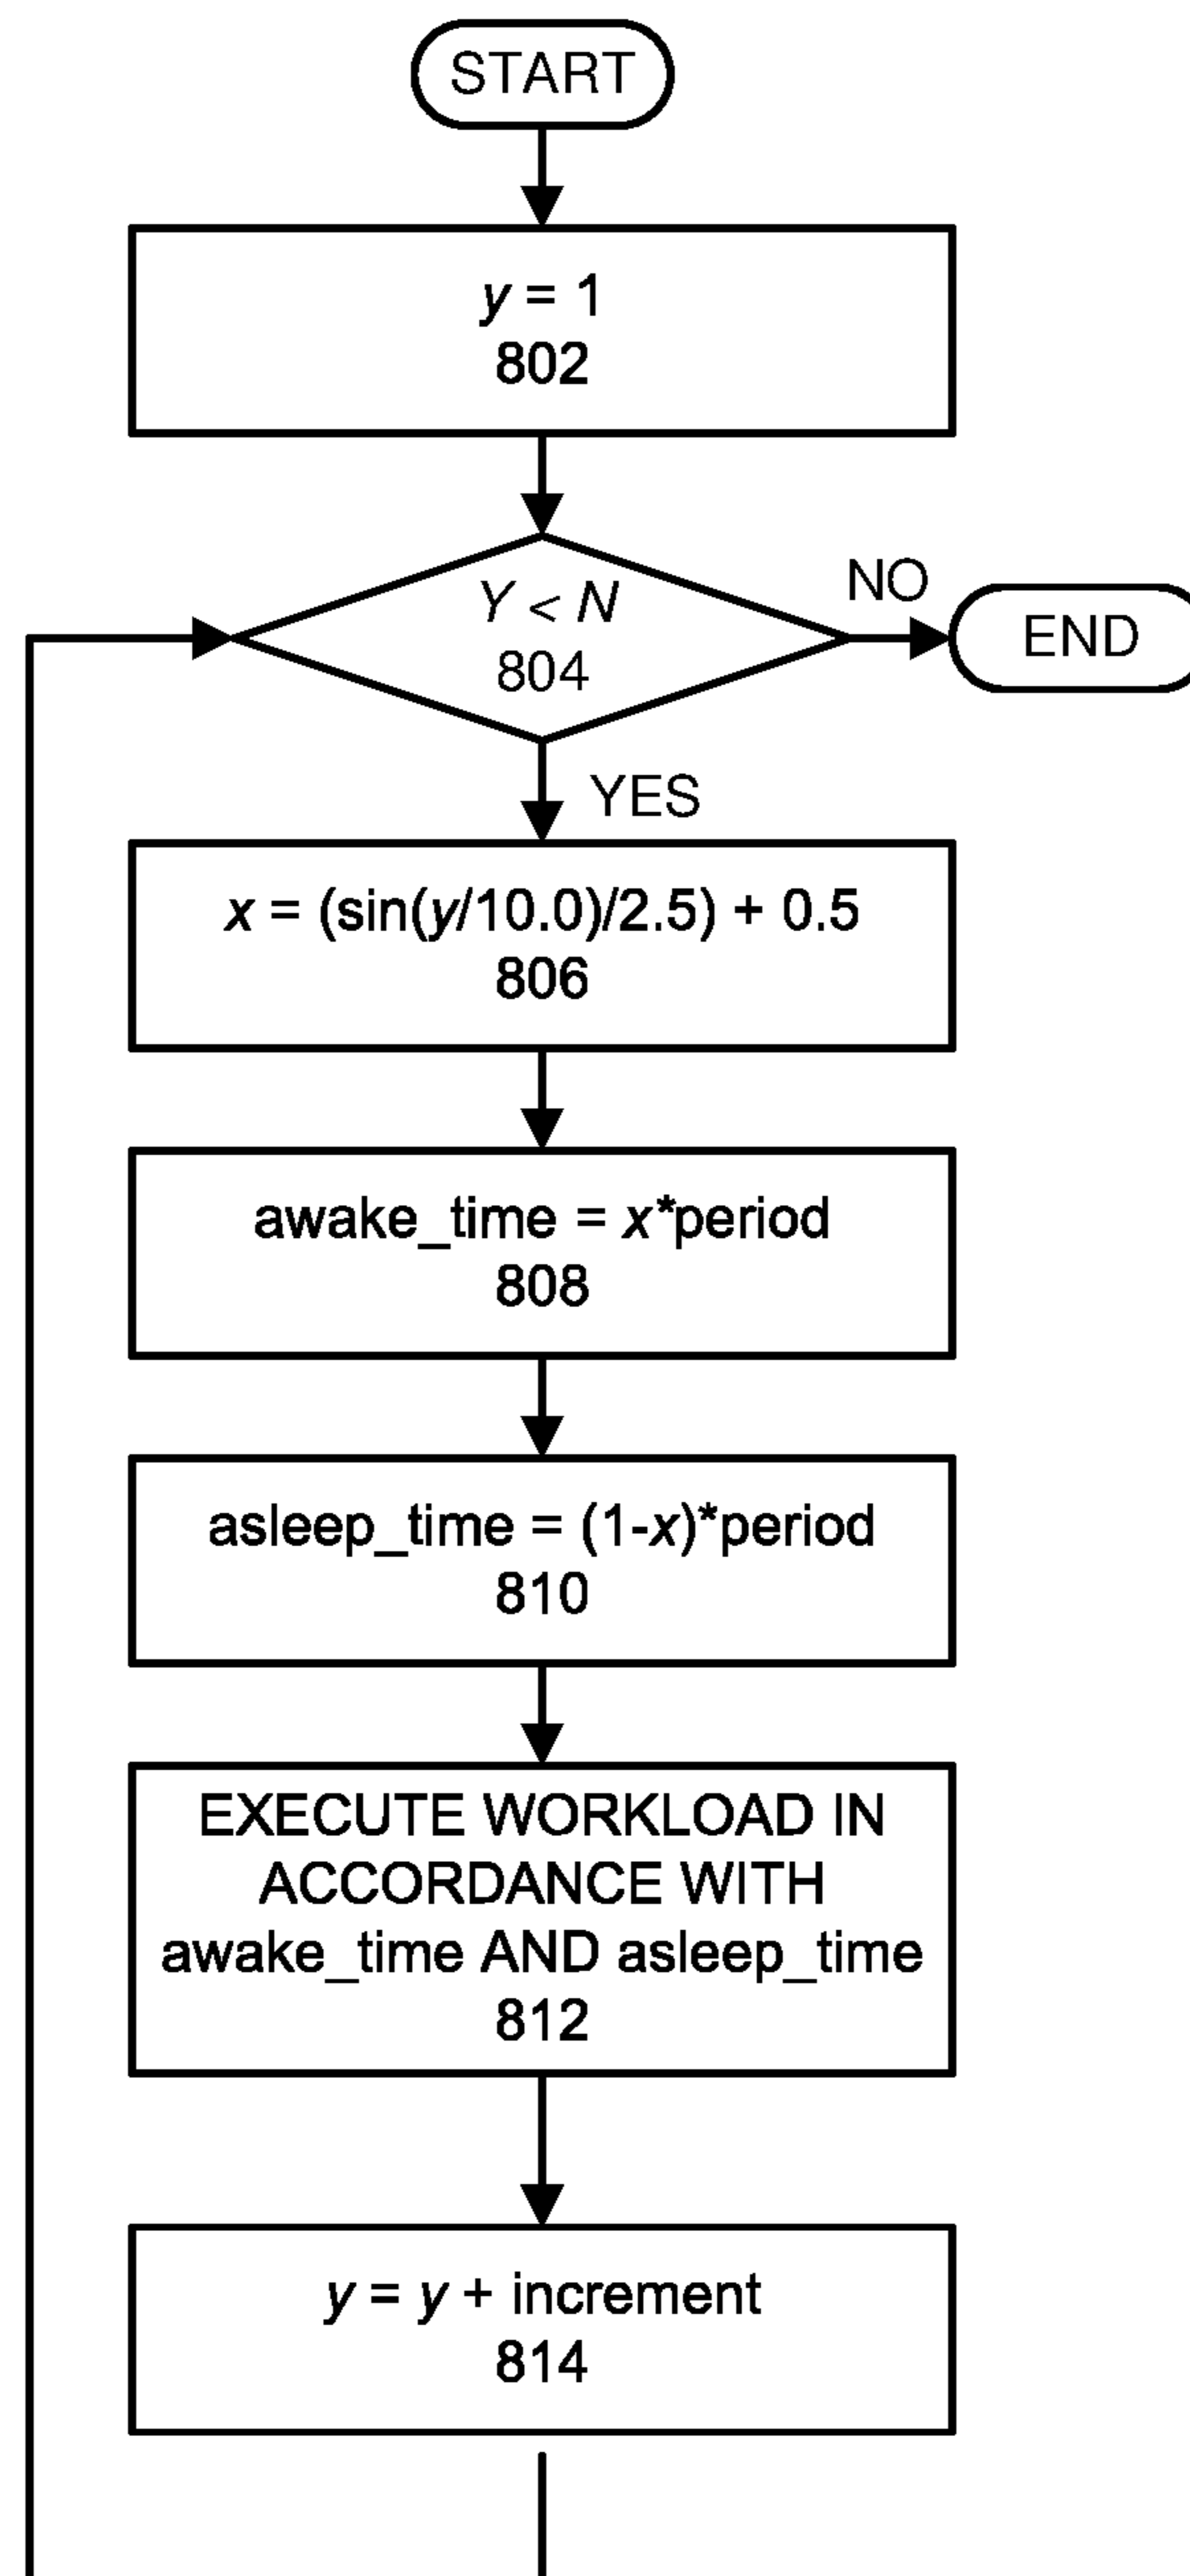 START
y = 1
802
Y < N
804
NO
END
YES
x = (sin(y/10.0)/2.5) + 0.5
806
awake_time = x*period
808
asleep_time = (1-x)*period
810
EXECUTE WORKLOAD IN
ACCORDANCE WITH
awake_time AND asleep_time
812
y = y + increment
814